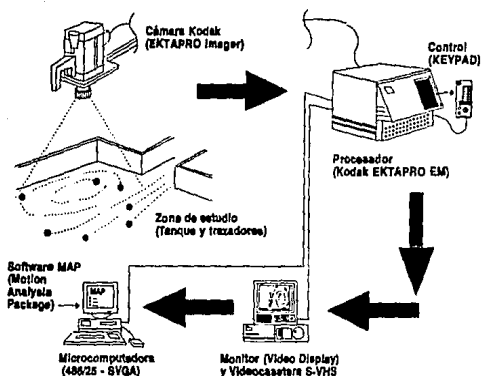 Cámara Kodak
(EKTAPRO Imager)
Control
(KEYPAD)
Procesador
(Kodak EKTAPRO EM)
Zona de estudio
(Tanque y trazadores)
Software MAP
(Motion
Analysis
Package)
MAP
Microcomputadora
(486/25 - SVGA)
Monitor (Video Display)
y Videocasetera S-VHS